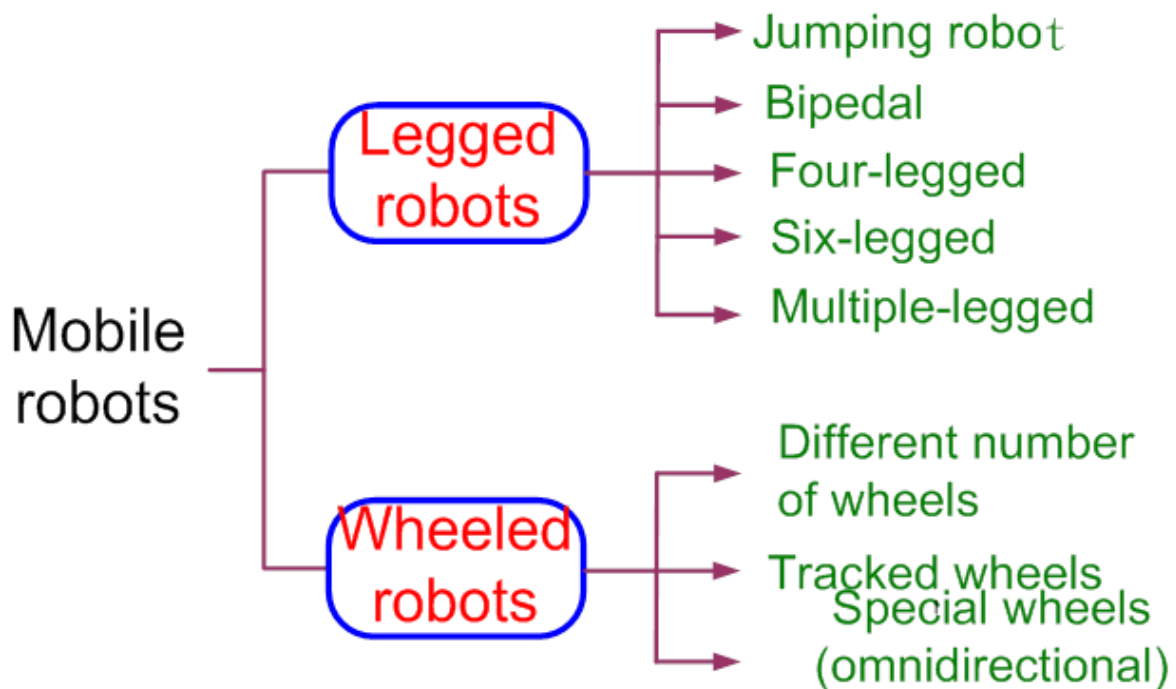 Mobile
robots
Legged
robots
Jumping robot
Bipedal
Four-legged
Six-legged
Multiple-legged
Wheeled
robots
Different number
of wheels
Tracked wheels
Special wheels
(omnidirectional)